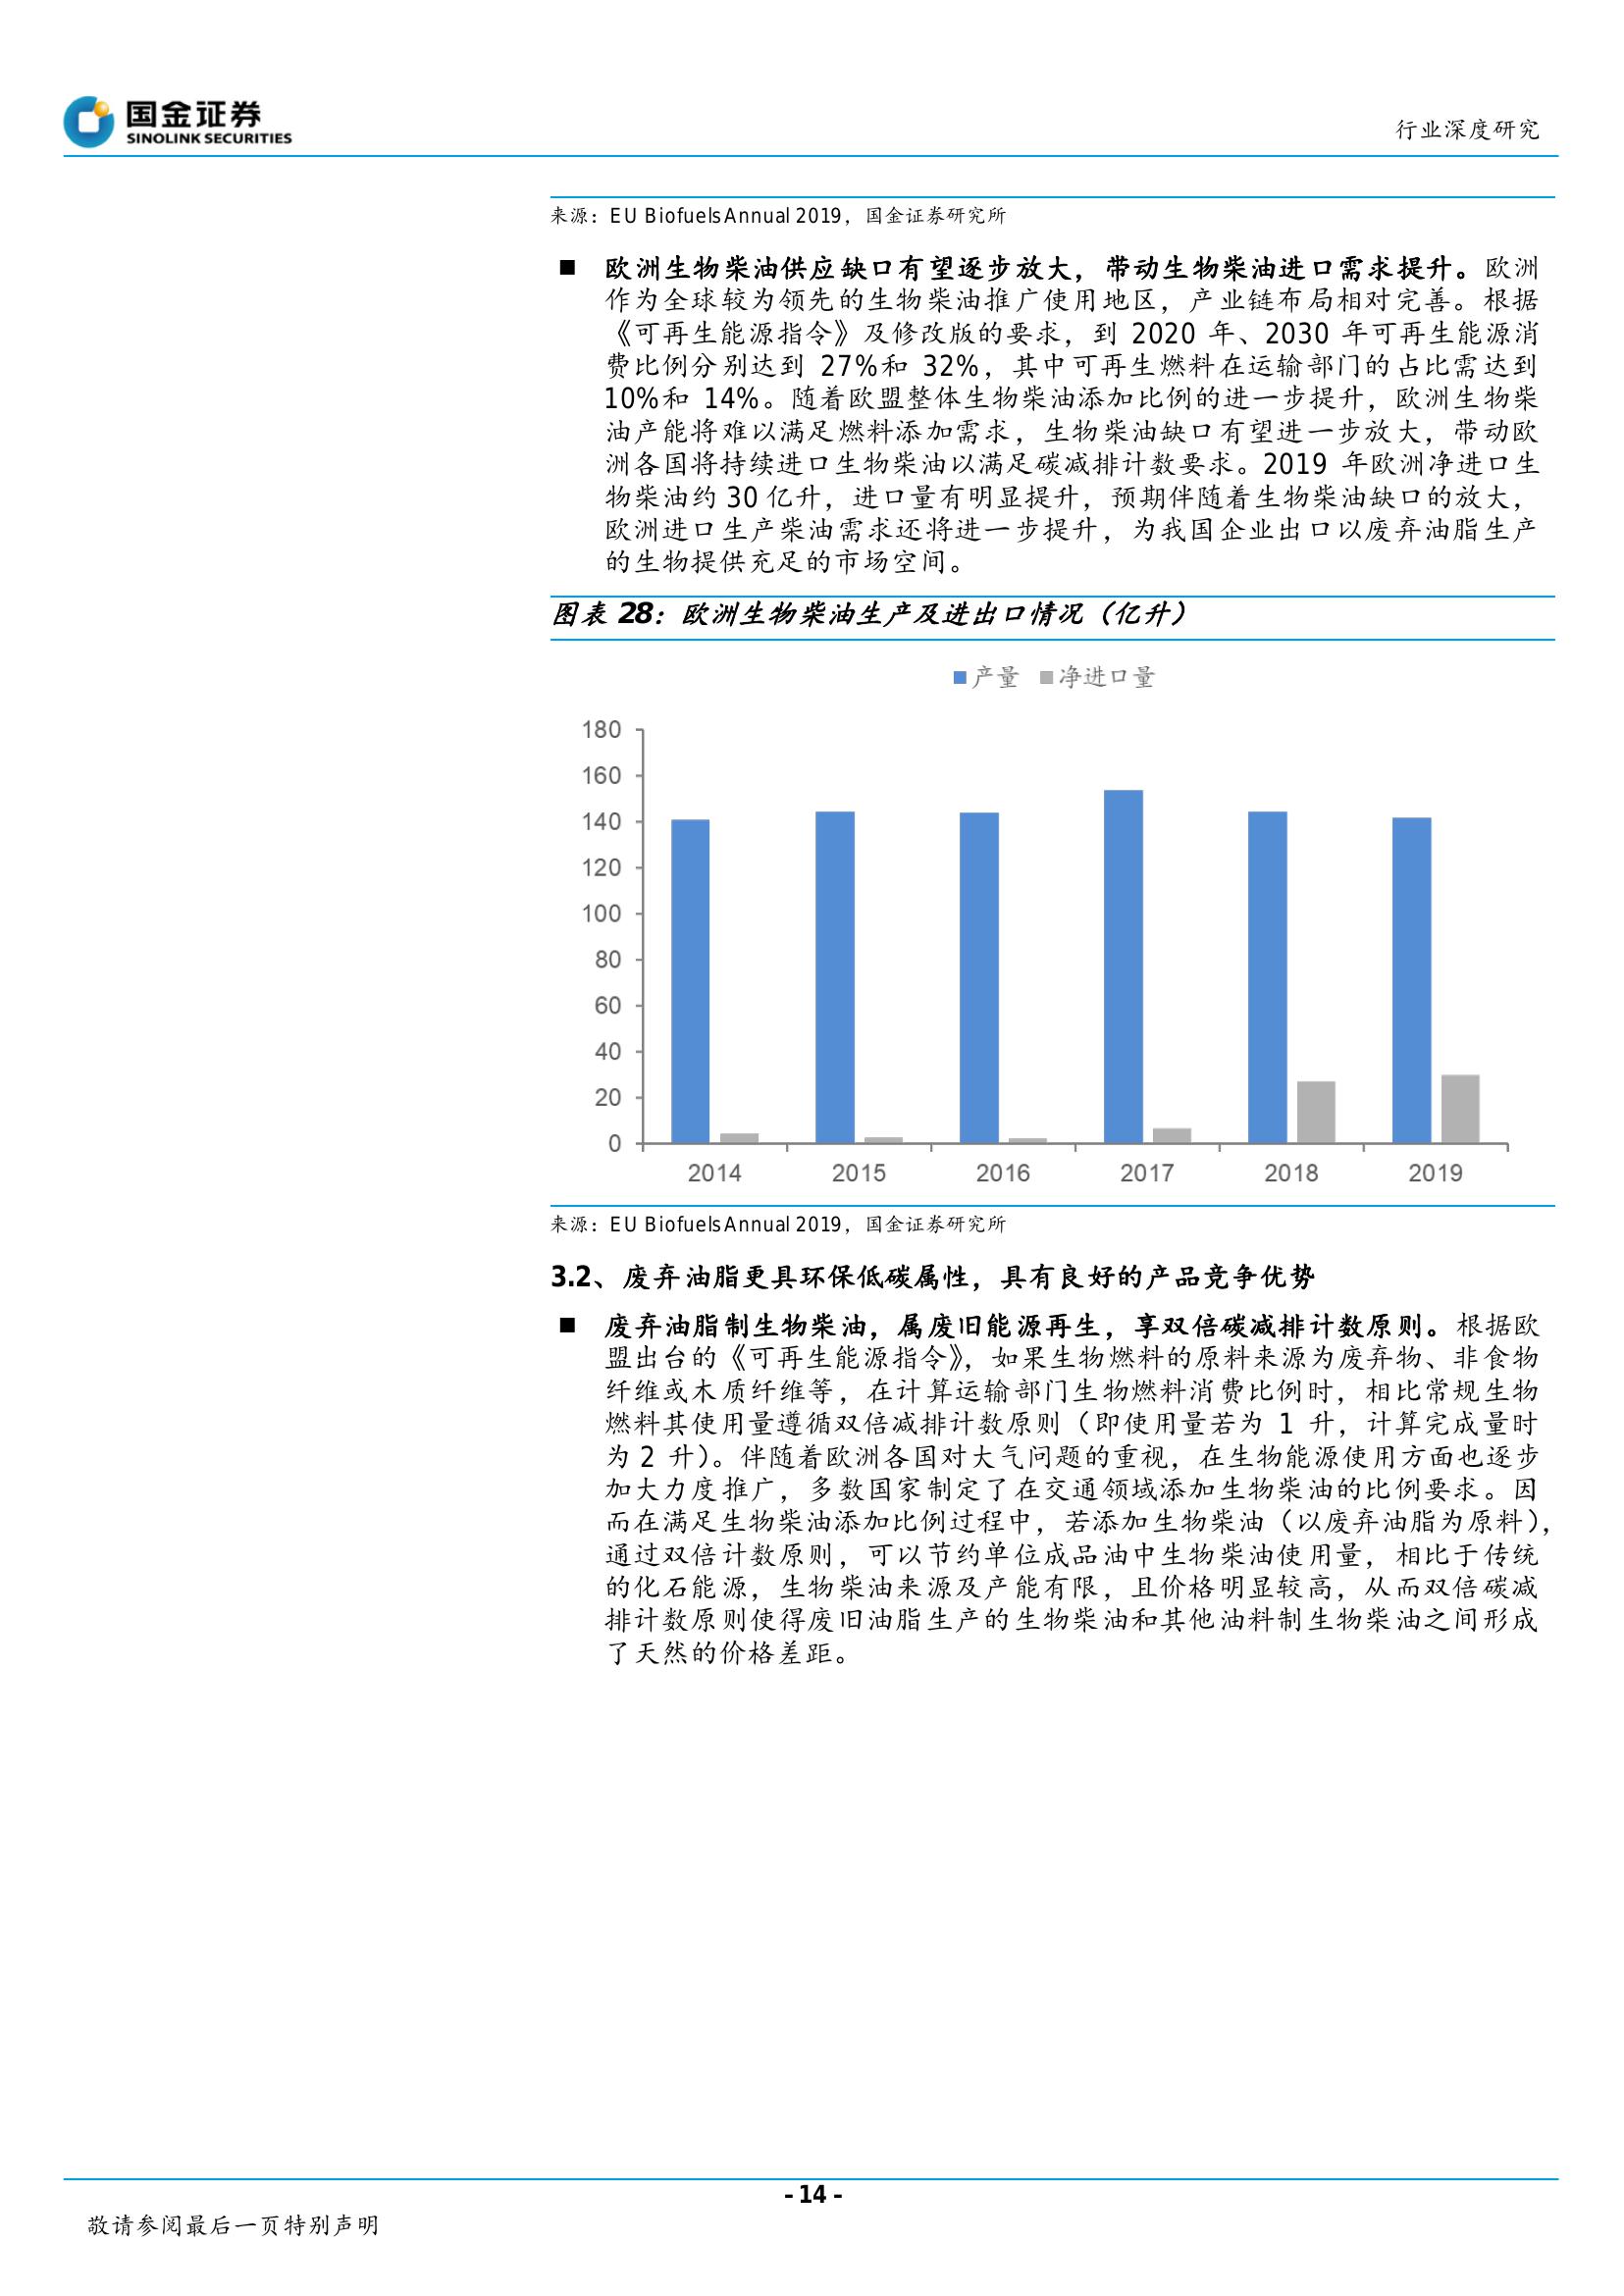 国金证券
SINOLINK SECURITIES
行业深度研究
来源：EU Biofuels Annual 2019，国金证券研究所
■ 欧洲生物柴油供应缺口有望逐步放大，带动生物柴油进口需求提升。欧洲
作为全球较为领先的生物柴油推广使用地区，产业链布局相对完善。根据
《可再生能源指令》及修改版的要求，到 2020 年、2030 年可再生能源消
费比例分别达到 27%和 32%，其中可再生燃料在运输部门的占比需达到
10%和 14%。随着欧盟整体生物柴油添加比例的进一步提升，欧洲生物柴
油产能将难以满足燃料添加需求，生物柴油缺口有望进一步放大，带动欧
洲各国将持续进口生物柴油以满足碳减排计数要求。2019 年欧洲净进口生
物柴油约 30 亿升，进口量有明显提升，预期伴随着生物柴油缺口的放大，
欧洲进口生产柴油需求还将进一步提升，为我国企业出口以废弃油脂生产
的生物提供充足的市场空间。
图表 28：欧洲生物柴油生产及进出口情况（亿升）
产量 净进口量
180
160
140
120
100
80
60
40
20
0
2014 2015 2016 2017 2018 2019
来源：EU Biofuels Annual 2019，国金证券研究所
3.2、废弃油脂更具环保低碳属性，具有良好的产品竞争优势
■ 废弃油脂制生物柴油，属废旧能源再生，享双倍碳减排计数原则。根据欧
盟出台的《可再生能源指令》，如果生物燃料的原料来源为废弃物、非食物
纤维或木质纤维等，在计算运输部门生物燃料消费比例时，相比常规生物
燃料其使用量遵循双倍减排计数原则（即使用量若为 1 升，计算完成量时
为 2 升）。伴随着欧洲各国对大气问题的重视，在生物能源使用方面也逐步
加大力度推广，多数国家制定了在交通领域添加生物柴油的比例要求。因
而在满足生物柴油添加比例过程中，若添加生物柴油（以废弃油脂为原料），
通过双倍计数原则，可以节约单位成品油中生物柴油使用量，相比于传统
的化石能源，生物柴油来源及产能有限，且价格明显较高，从而双倍碳减
排计数原则使得废旧油脂生产的生物柴油和其他油料制生物柴油之间形成
了天然的价格差距。
- 14 -
敬请参阅最后一页特别声明